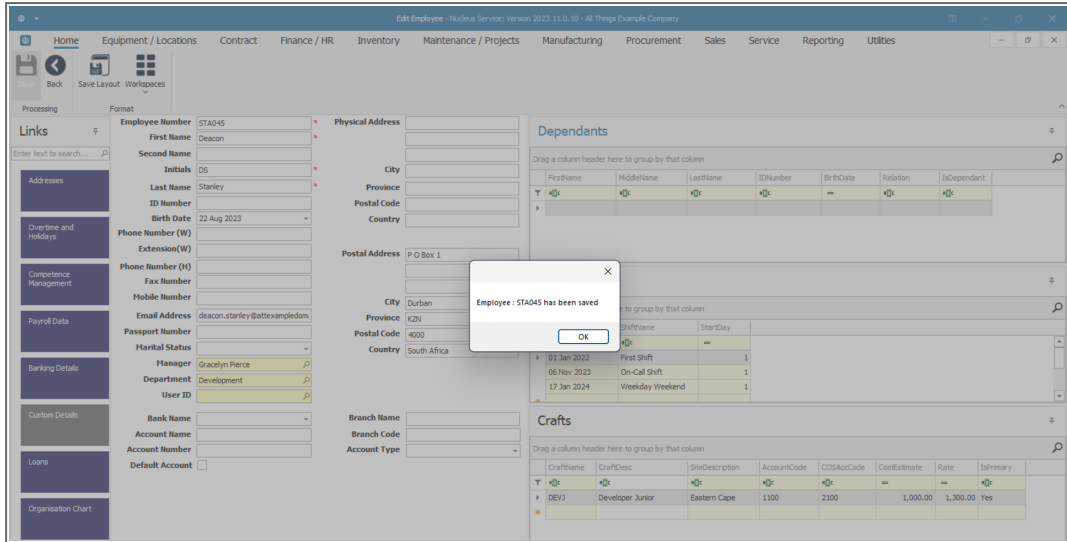 Edit Employee - Nucleus Service: Version 2023.11.0.10 - All Things Example Company
Home Equipment / Locations Contract Finance / HR Inventory Maintenance / Projects Manufacturing Procurement Sales Service Reporting Utilities
Back Save Layout Workspaces
Processing Format
Links
Enter text to search...
Addresses
Overtime and Holidays
Competence Management
Payroll Data
Banking Details
Custom Details
Loans
Organisation Chart
Employee Number STA045 *
First Name Deacon *
Second Name
Initials DS *
Last Name Stanley *
ID Number
Birth Date 22 Aug 2023
Phone Number (W)
Extension(W)
Phone Number (H)
Fax Number
Mobile Number
Email Address deacon.stanley@attexampledom
Passport Number
Marital Status
Manager Gracelyn Pierce
Department Development
User ID
Bank Name
Account Name
Account Number
Default Account
Physical Address
City
Province
Postal Code
Country
Postal Address P O Box 1
City Durban
Province KZN
Postal Code 4000
Country South Africa
Branch Name
Branch Code
Account Type
Employee : STA045 has been saved
OK
Dependants
Drag a column header here to group by that column
FirstName MiddleName LastName IDNumber BirthDate Relation IsDependant
e to group by that column
ShiftName StartDay
01 Jan 2022 First Shift 1
06 Nov 2023 On-Call Shift 1
17 Jan 2024 Weekday Weekend 1
Crafts
Drag a column header here to group by that column
CraftName CraftDesc SiteDescription AccountCode COSAccCode CostEstimate Rate IsPrimary
DEVJ Developer Junior Eastern Cape 1100 2100 1,000.00 1,300.00 Yes